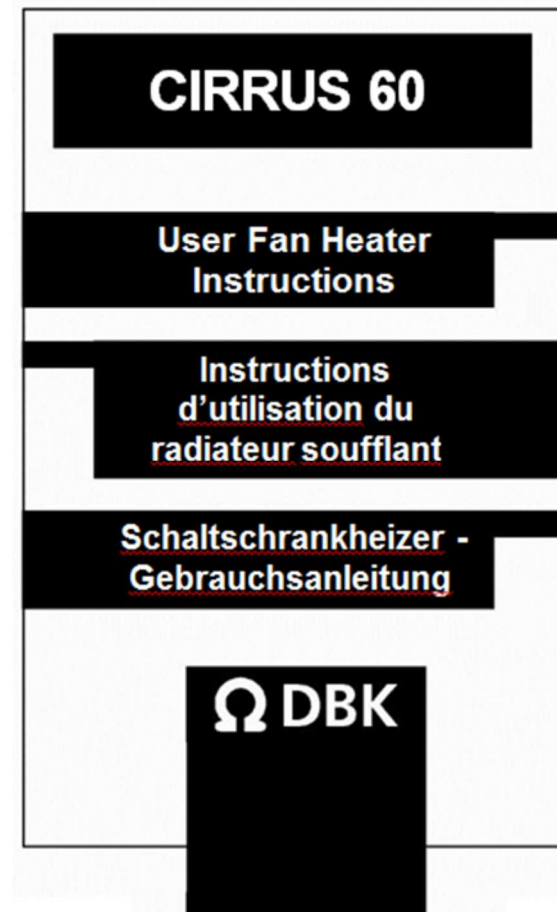 CIRRUS 60
User Fan Heater
Instructions
Instructions
d’utilisation du
radiateur soufflant
Schaltschrankheizer -
Gebrauchsanleitung
Ω DBK